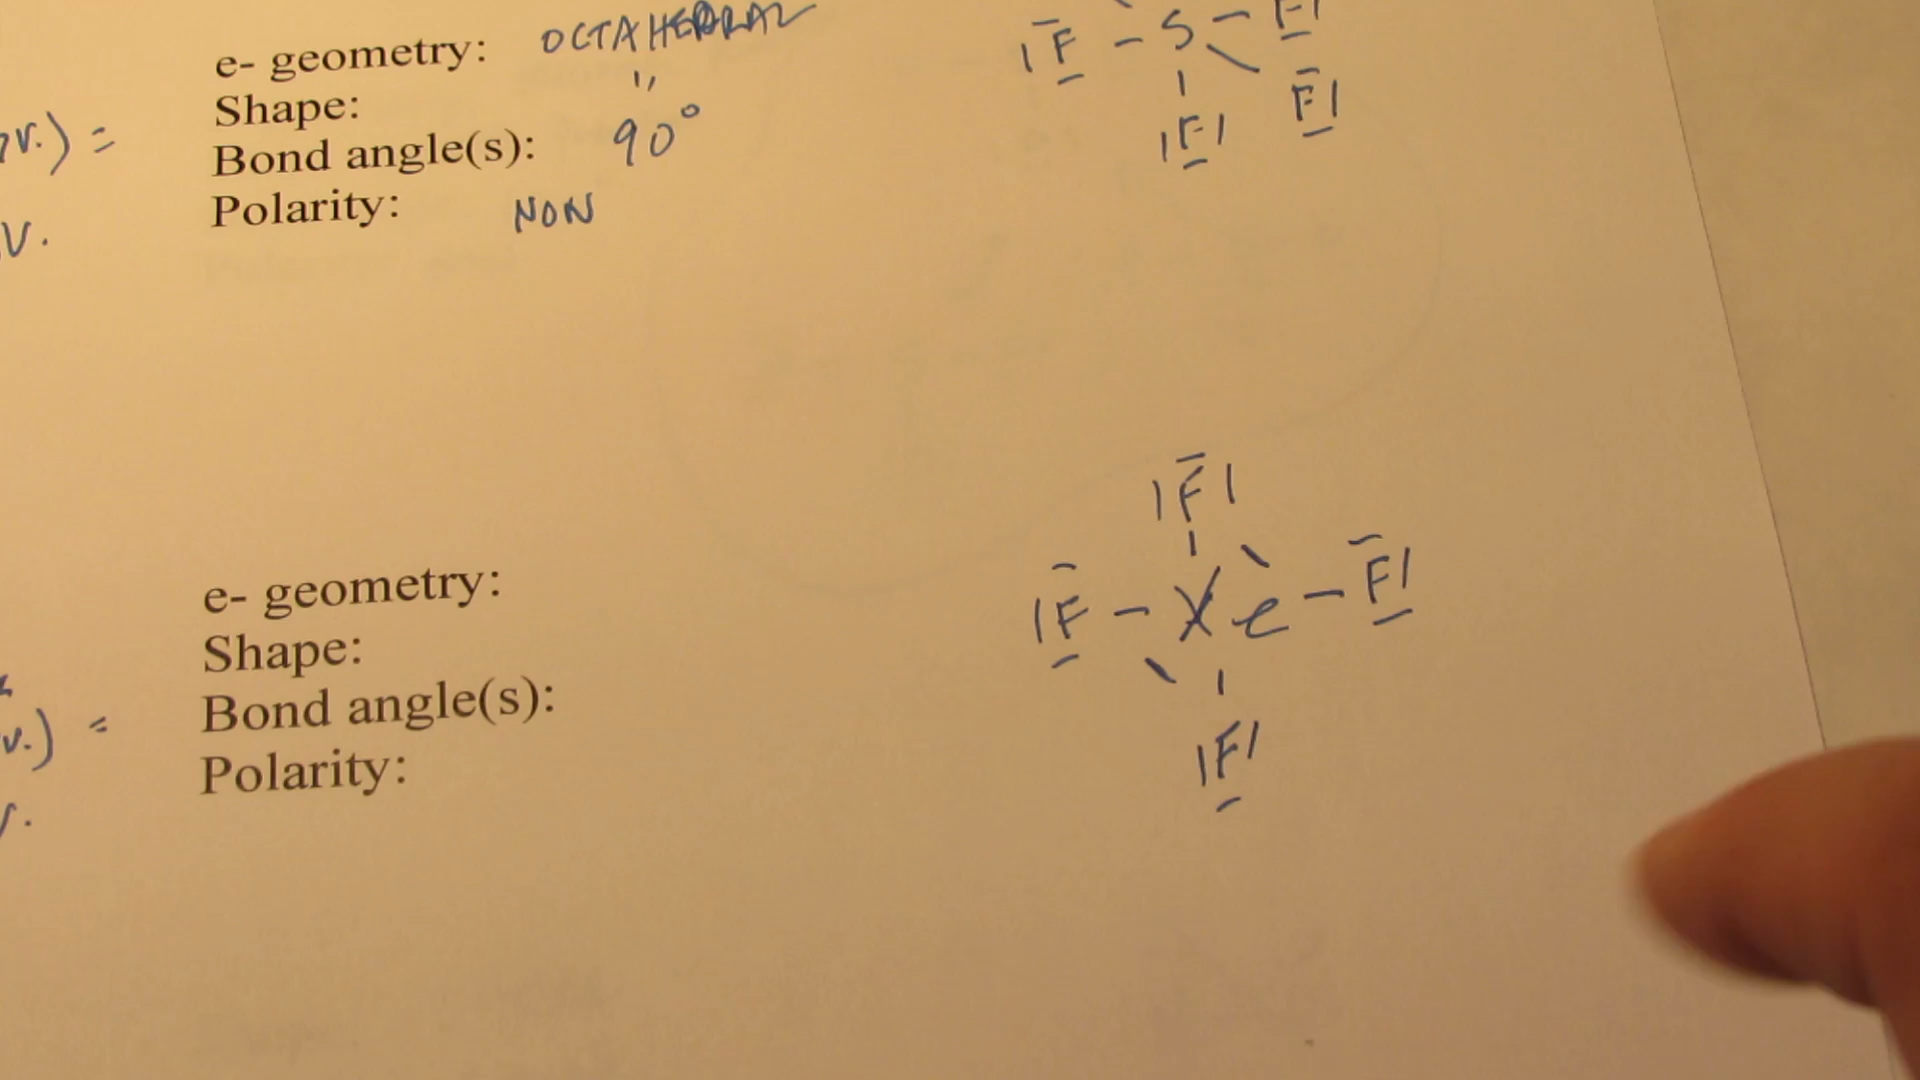 e- geometry: OCTAHEDRAL
Shape: "
Bond angle(s): 90°
Polarity: NON
V.
F - S - F
F F
e- geometry:
Shape:
Bond angle(s):
Polarity:
F
F - Xe - F
F